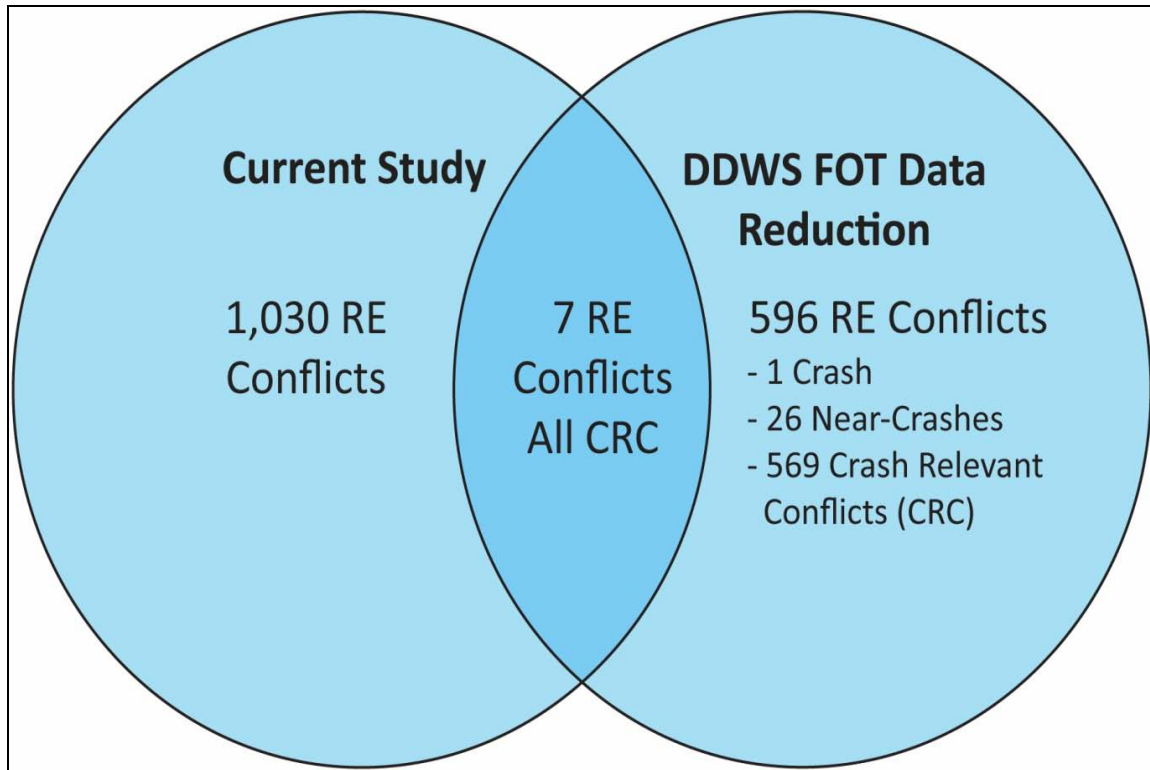 Current Study
1,030 RE
Conflicts
7 RE
Conflicts
All CRC
DDWS FOT Data
Reduction
596 RE Conflicts
- 1 Crash
- 26 Near-Crashes
- 569 Crash Relevant
Conflicts (CRC)